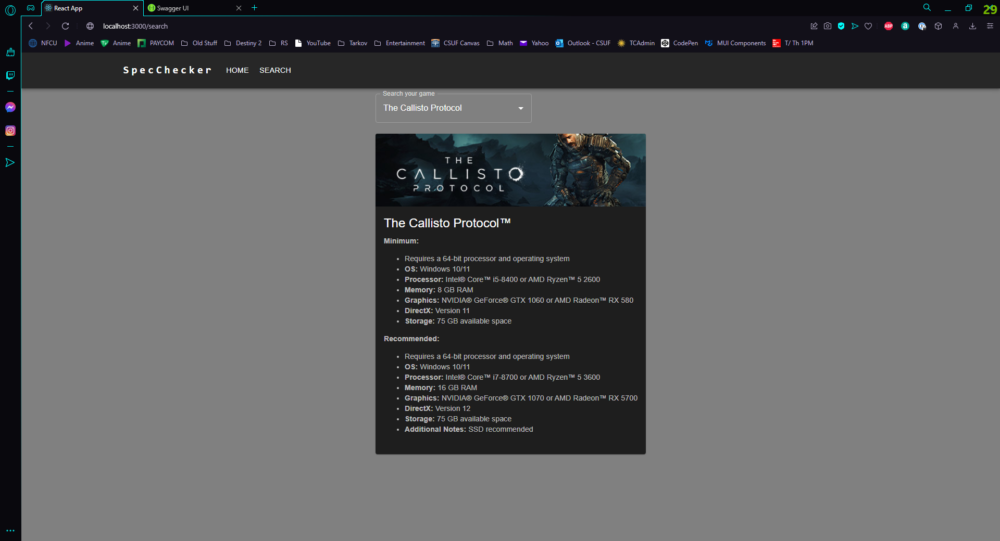 React App
Swagger UI
29
localhost:3000/search
ABP
a
NFCU
Anime
Anime
PAYCOM
Old Stuff
Destiny 2
RS
YouTube
Tarkov
Entertainment
CSUF Canvas
Math
Yahoo
Outlook - CSUF
TCAdmin
CodePen
MUI Components
T/ Th 1PM
SpecChecker HOME SEARCH
Search your game
The Callisto Protocol
THE
CALLISTO
PROTOCOL
The Callisto Protocol™
Minimum:
• Requires a 64-bit processor and operating system
• OS: Windows 10/11
• Processor: Intel® Core™ i5-8400 or AMD Ryzen™ 5 2600
• Memory: 8 GB RAM
• Graphics: NVIDIA® GeForce® GTX 1060 or AMD Radeon™ RX 580
• DirectX: Version 11
• Storage: 75 GB available space
Recommended:
• Requires a 64-bit processor and operating system
• OS: Windows 10/11
• Processor: Intel® Core™ i7-8700 or AMD Ryzen™ 5 3600
• Memory: 16 GB RAM
• Graphics: NVIDIA® GeForce® GTX 1070 or AMD Radeon™ RX 5700
• DirectX: Version 12
• Storage: 75 GB available space
• Additional Notes: SSD recommended